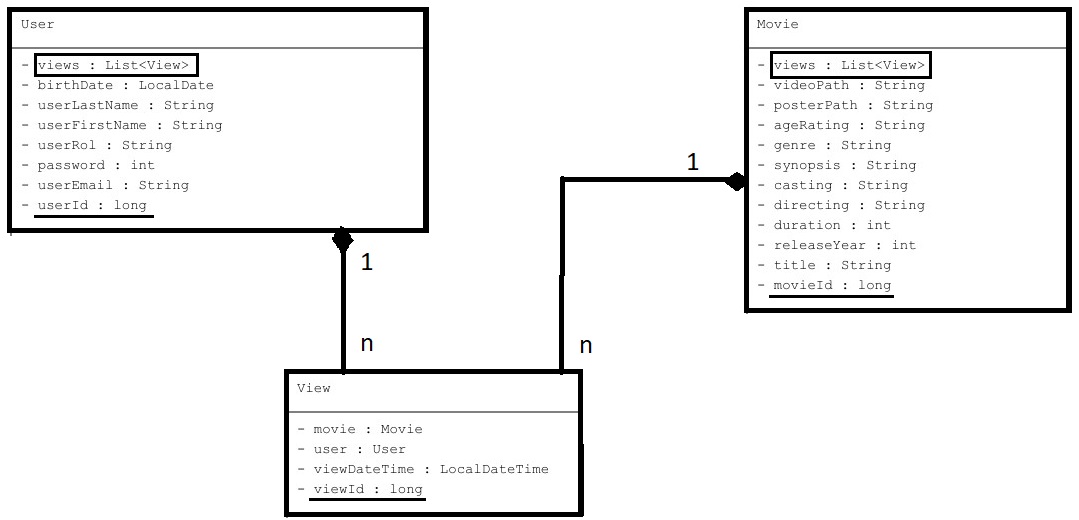 User
- views : List<View>
- birthDate : LocalDate
- userLastName : String
- userFirstName : String
- userRol : String
- password : int
- userEmail : String
- userId : long
Movie
- views : List<View>
- videoPath : String
- posterPath : String
- ageRating : String
- genre : String
- synopsis : String
- casting : String
- directing : String
- duration : int
- releaseYear : int
- title : String
- movieId : long
1
1
n
n
View
- movie : Movie
- user : User
- viewDateTime : LocalDateTime
- viewId : long